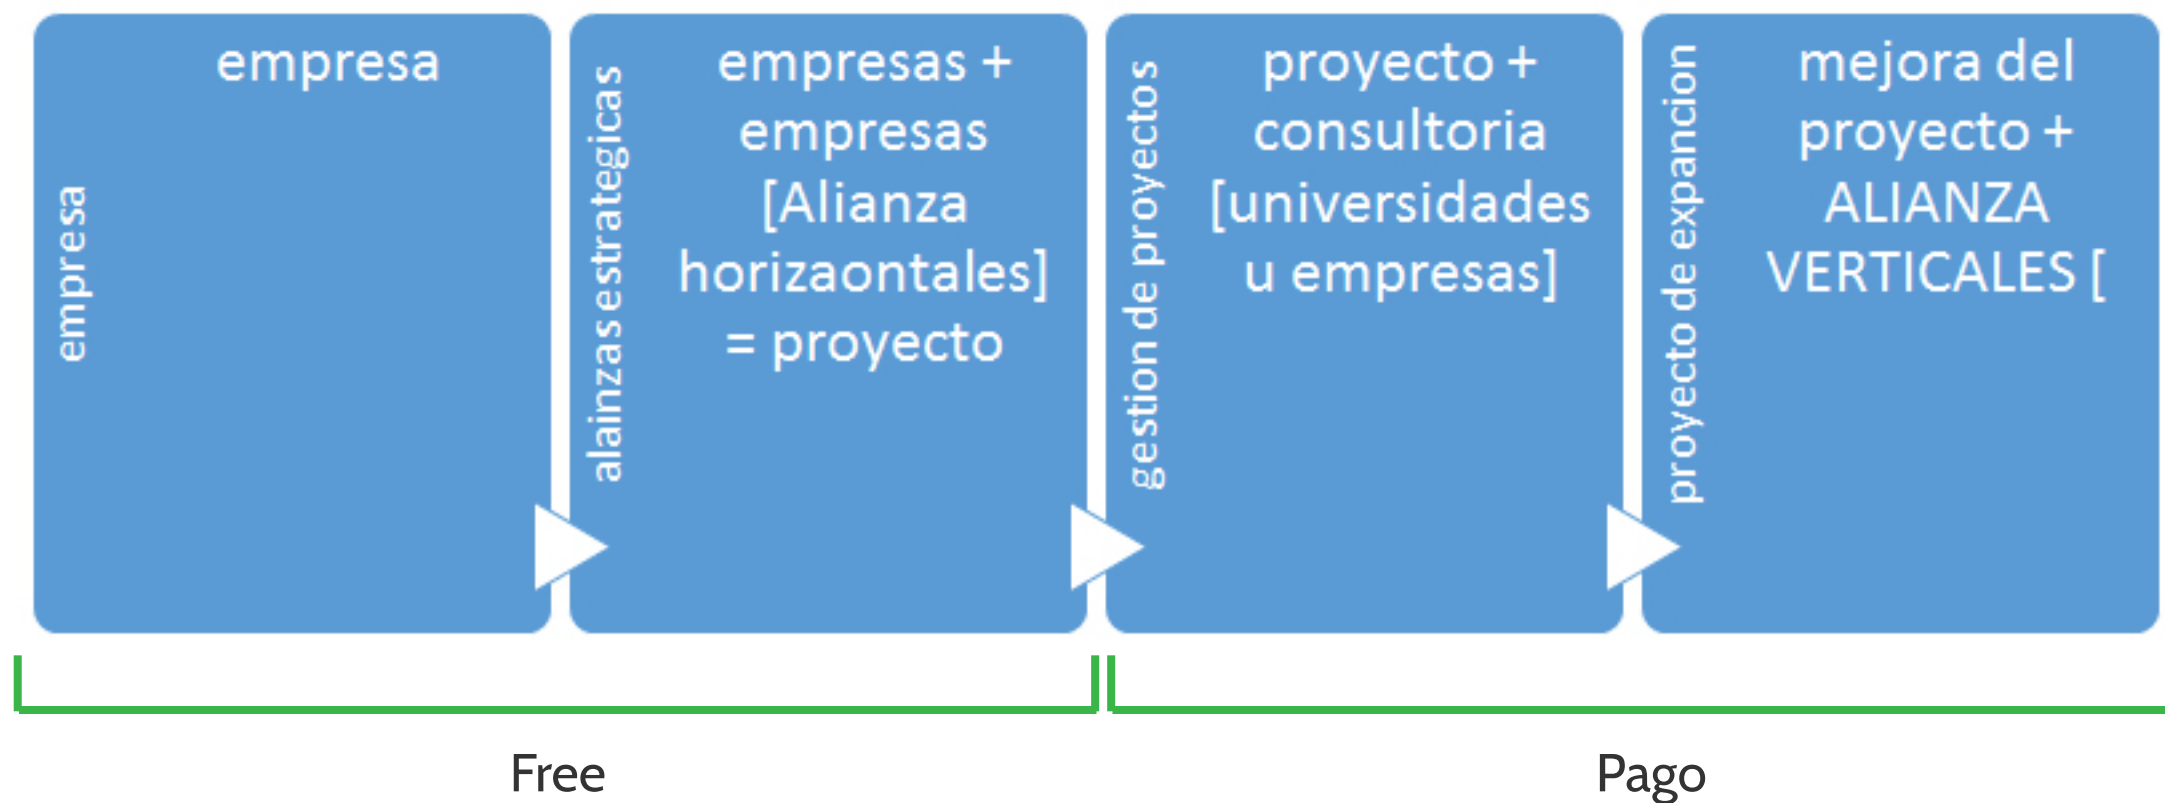 empresa
empresa
alainzas estrategicas
empresas +
empresas
[Alianza
horizaontales]
= proyecto
gestion de proyectos
proyecto +
consultoria
[universidades
u empresas]
proyecto de expancion
mejora del
proyecto +
ALIANZA
VERTICALES [
Free
Pago